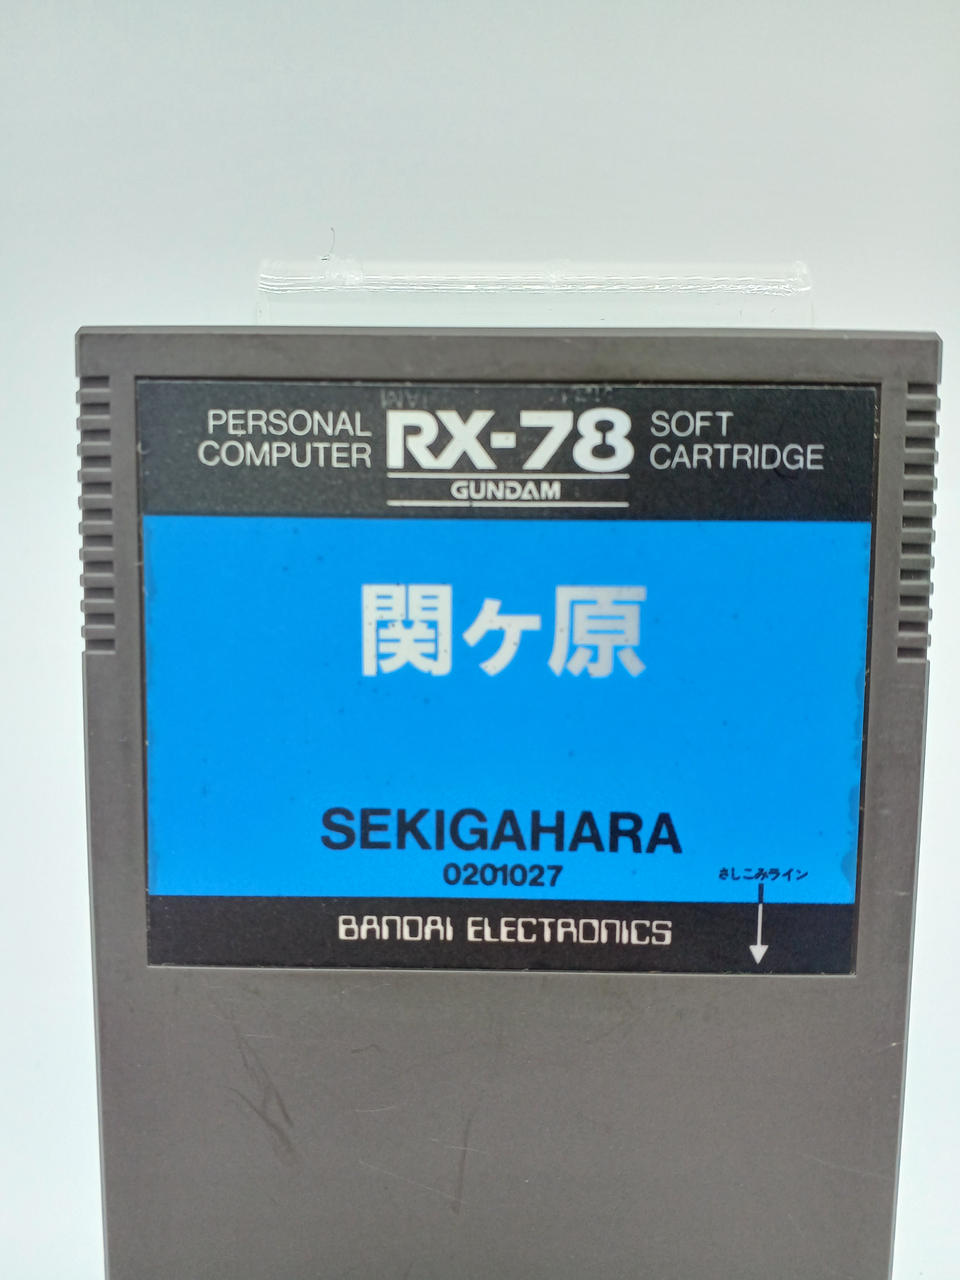 PERSONAL COMPUTER
RX-78
GUNDAM
SOFT CARTRIDGE
関ヶ原
SEKIGAHARA
0201027
さしこみライン
BANDAI ELECTRONICS